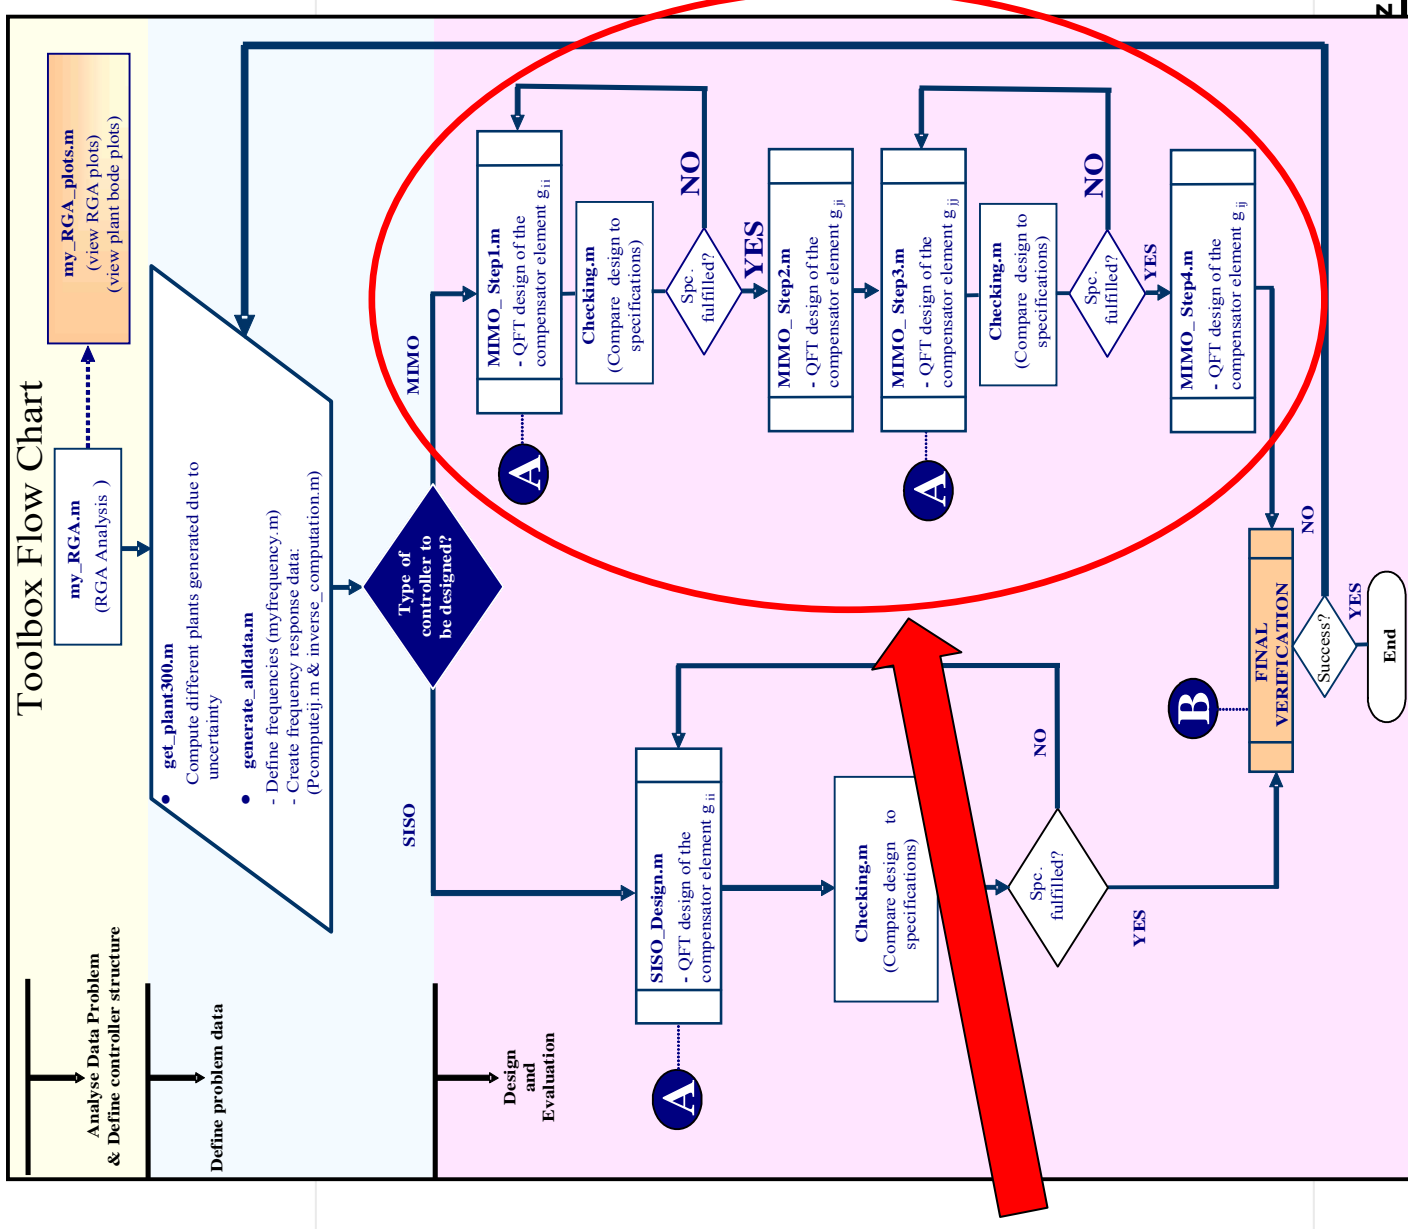 Toolbox Flow Chart
my_RGA.m
(RGA Analysis )
my_RGA_plots.m
(view RGA plots)
(view plant bode plots)
Analyse Data Problem
& Define controller structure
• get_plant300.m
Compute different plants generated due to
uncertainty
• generate_alldata.m
- Define frequencies (myfrequency.m)
- Create frequency response data:
(Pcomputeij.m & inverse_computation.m)
Define problem data
Type of
controller to
be designed?
SISO
MIMO
Design
and
Evaluation
A
SISO_Design.m
- QFT design of the
compensator element g ii
Checking.m
(Compare design to
specifications)
Spc.
fulfilled?
NO
YES
A
MIMO_ Step1.m
- QFT design of the
compensator element g ii
Checking.m
(Compare design to
specifications)
Spc.
fulfilled?
NO
YES
MIMO_ Step2.m
- QFT design of the
compensator element g ji
A
MIMO_ Step3.m
- QFT design of the
compensator element g jj
Checking.m
(Compare design to
specifications)
Spc.
fulfilled?
NO
YES
MIMO_ Step4.m
- QFT design of the
compensator element g ij
B
FINAL
VERIFICATION
Success?
NO
YES
End